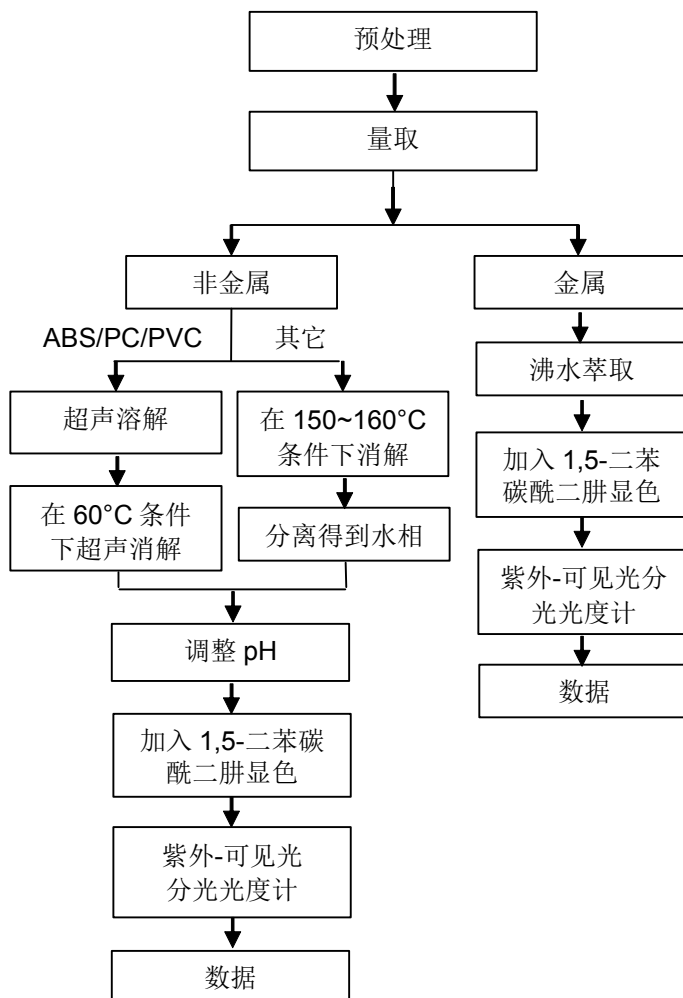 预处理
量取
非金属
金属
ABS/PC/PVC
其它
沸水萃取
超声溶解
在 150~160°C
条件下消解
加入 1,5-二苯
碳酰二肼显色
在 60°C 条件
下超声消解
分离得到水相
紫外-可见光分
光光度计
调整 pH
数据
加入 1,5-二苯碳
酰二肼显色
紫外-可见光
分光光度计
数据